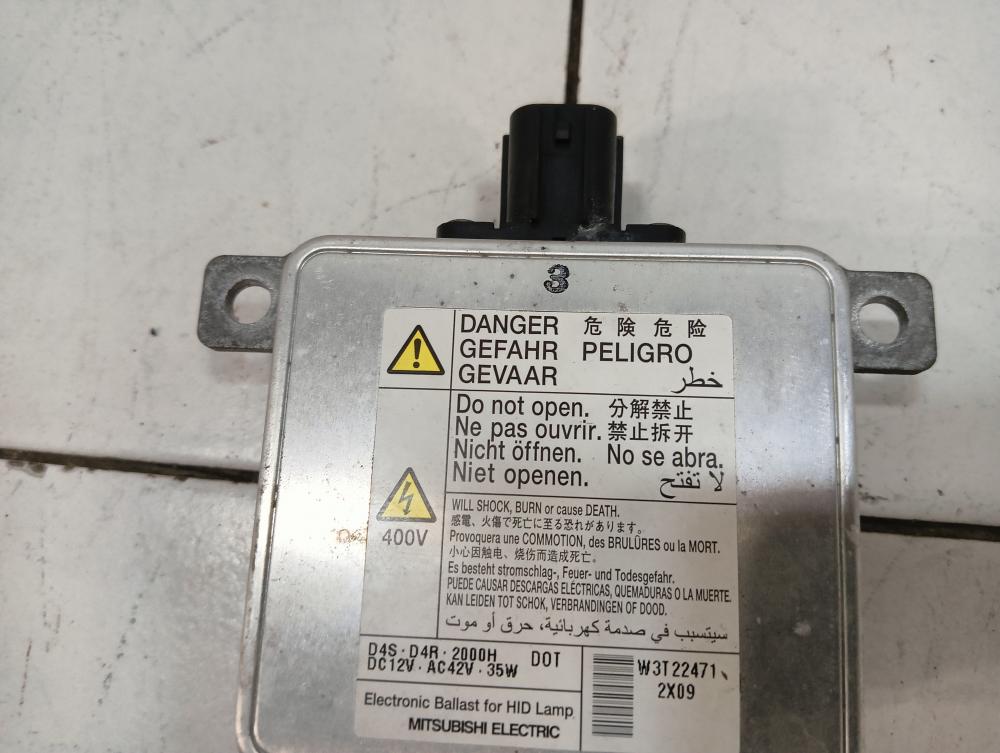 3
DANGER 危 険 危 险
GEFAHR PELIGRO
GEVAAR خطر
Do not open. 分解禁止
Ne pas ouvrir. 禁止拆开
Nicht öffnen. No se abra.
Niet openen. لا تفتح
400V
WILL SHOCK, BURN or cause DEATH.
感電、火傷で死亡に至る恐れがあります。
Provoquera une COMMOTION, des BRULÛRES ou la MORT.
小心因触电、烧伤而造成死亡。
Es besteht stromschlag-, Feuer- und Todesgefahr.
PUEDE CAUSAR DESCARGAS ELÉCTRICAS, QUEMADURAS O LA MUERTE.
KAN LEIDEN TOT SCHOK, VERBRANDINGEN OF DOOD.
سيتسبب في صدمة كهربائية، حرق أو موت
D4S · D4R · 2000H DOT
DC12V · AC42V · 35W
W3T22471
2X09
Electronic Ballast for HID Lamp
MITSUBISHI ELECTRIC